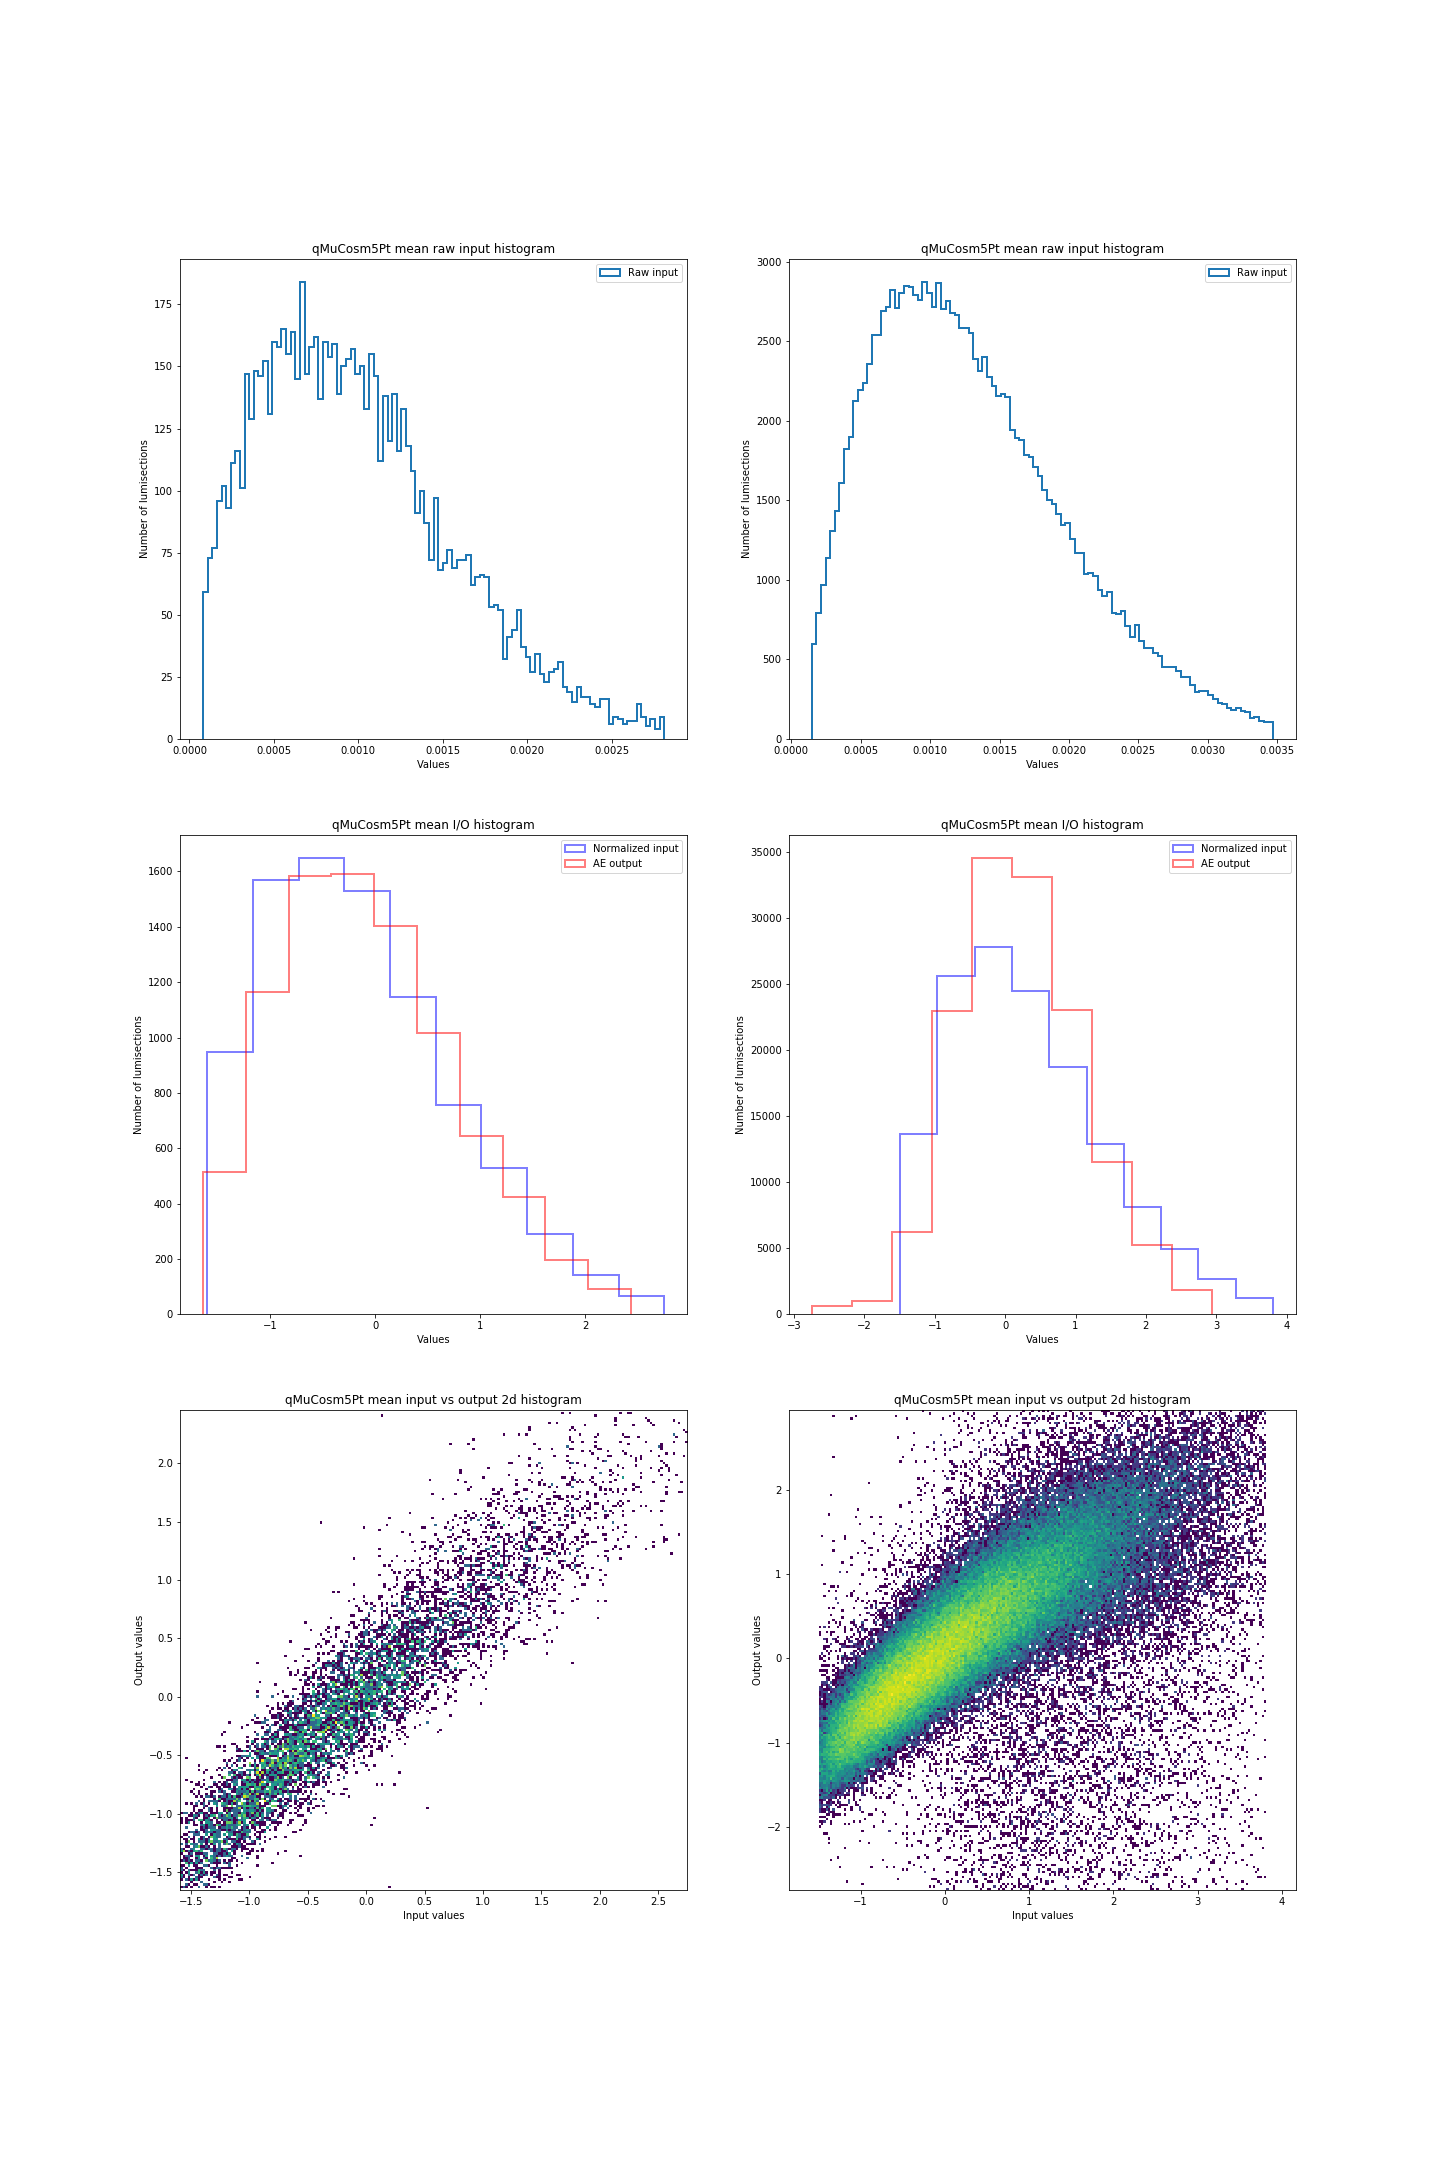 qMuCosm5Pt mean raw input histogram
Raw input
175
150
125
100
75
50
25
0
Number of lumisections
0.0000 0.0005 0.0010 0.0015 0.0020 0.0025
Values
qMuCosm5Pt mean raw input histogram
Raw input
3000
2500
2000
1500
1000
500
0
Number of lumisections
0.0000 0.0005 0.0010 0.0015 0.0020 0.0025 0.0030 0.0035
Values
qMuCosm5Pt mean I/O histogram
Normalized input
AE output
1600
1400
1200
1000
800
600
400
200
0
Number of lumisections
−1 0 1 2
Values
qMuCosm5Pt mean I/O histogram
Normalized input
AE output
35000
30000
25000
20000
15000
10000
5000
0
Number of lumisections
−3 −2 −1 0 1 2 3 4
Values
qMuCosm5Pt mean input vs output 2d histogram
2.0
1.5
1.0
0.5
0.0
−0.5
−1.0
−1.5
Output values
−1.5 −1.0 −0.5 0.0 0.5 1.0 1.5 2.0 2.5
Input values
qMuCosm5Pt mean input vs output 2d histogram
2
1
0
−1
−2
Output values
−1 0 1 2 3 4
Input values